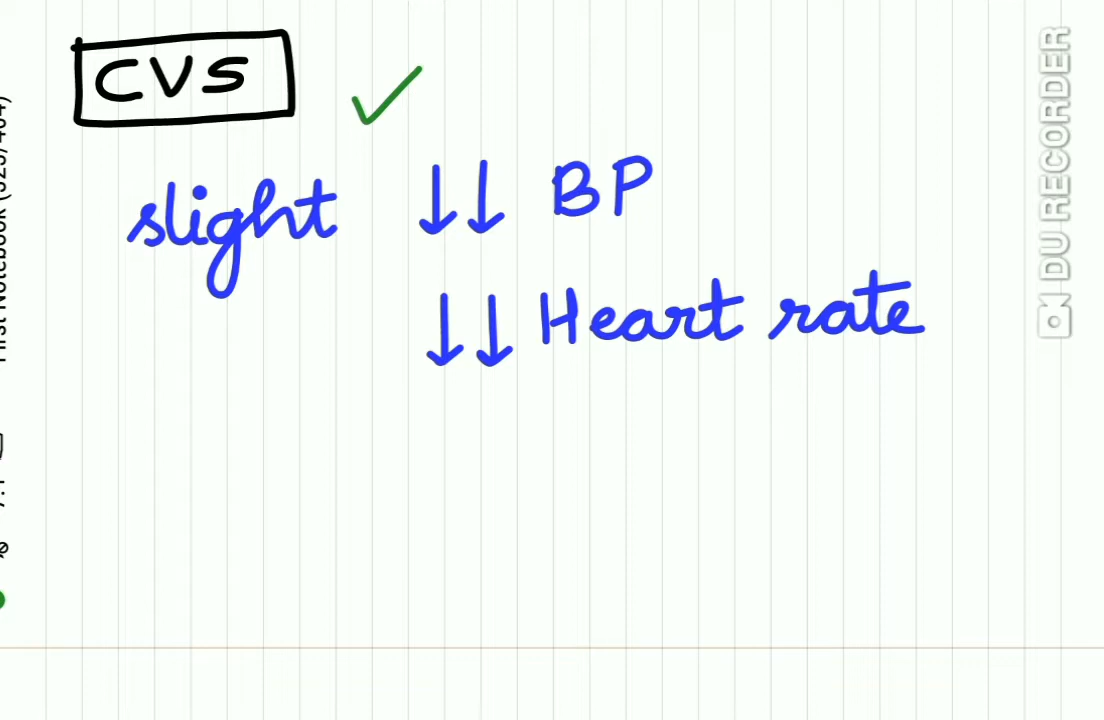 CVS ✓
slight ↓↓ BP
↓↓ Heart rate
DU RECORDER